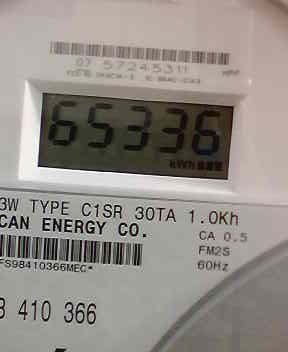 07 57245311
65336
kWh
3W TYPE C1SR 30TA 1.0Kh
CAN ENERGY CO.
CA 0.5
FM2S
60Hz
FS98410366MEC*
410 366